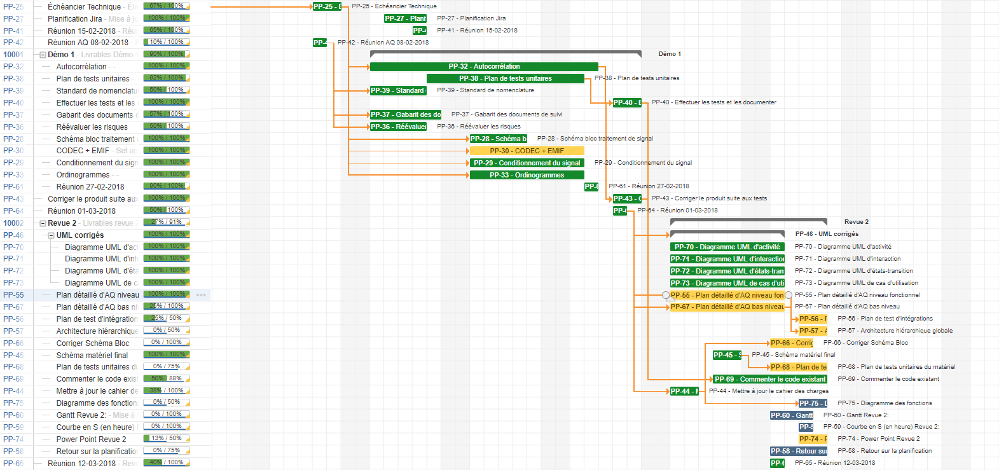 PP-25 Échéancier Technique - Éla 67% / 100% PP-25 - E PP-25 - Échéancier Technique
PP-27 Planification Jira - Mise à jo 100% / 100% PP-27 - Planif PP-27 - Planification Jira
PP-41 Réunion 15-02-2018 - Réu 65% / 100% PP-4 PP-41 - Réunion 15-02-2018
PP-42 Réunion AQ 08-02-2018 - 10% / 100% PP-4 PP-42 - Réunion AQ 08-02-2018
10001 Démo 1 - Livrables Démo 90% / 100% Démo 1
PP-32 Autocorrélation - - 100% / 100% PP-32 - Autocorrélation
PP-38 Plan de tests unitaires 92% / 100% PP-38 - Plan de tests unitaires PP-38 - Plan de tests unitaires
PP-39 Standard de nomenclatu 50% / 100% PP-39 - Standard PP-39 - Standard de nomenclature
PP-40 Effectuer les tests et les 100% / 100% PP-40 - E PP-40 - Effectuer les tests et les documenter
PP-37 Gabarit des documents d 57% / 100% PP-37 - Gabarit des do PP-37 - Gabarit des documents de suivi
PP-36 Réévaluer les risques 50% / 100% PP-36 - Réévaluer PP-36 - Réévaluer les risques
PP-28 Schéma bloc traitement 100% / 100% PP-28 - Schéma b PP-28 - Schéma bloc traitement de signal
PP-30 CODEC + EMIF - Set up 100% / 100% PP-30 - CODEC + EMIF
PP-29 Conditionnement du sign 100% / 100% PP-29 - Conditionnement du signal PP-29 - Conditionnement du signal
PP-33 Ordinogrammes - - 100% / 100% PP-33 - Ordinogrammes
PP-61 Réunion 27-02-2018 90% / 100% PP-6 PP-61 - Réunion 27-02-2018
PP-43 Corriger le produit suite aux 100% / 100% PP-43 - C PP-43 - Corriger le produit suite aux tests
PP-64 Réunion 01-03-2018 50% / 100% PP-6 PP-64 - Réunion 01-03-2018
10002 Revue 2 - Livrables revue 27% / 91% Revue 2
PP-46 UML corrigés 100% / 100% PP-46 - UML corrigés
PP-70 Diagramme UML d'act 100% / 100% PP-70 - Diagramme UML d'activité PP-70 - Diagramme UML d'activité
PP-71 Diagramme UML d'inte 100% / 100% PP-71 - Diagramme UML d'interaction PP-71 - Diagramme UML d'interaction
PP-72 Diagramme UML d'éta 100% / 100% PP-72 - Diagramme UML d'états-tran PP-72 - Diagramme UML d'états-transition
PP-73 Diagramme UML de c 100% / 100% PP-73 - Diagramme UML de cas d'uti PP-73 - Diagramme UML de cas d'utilisation
PP-55 Plan détaillé d'AQ niveau 100% / 100% PP-55 - Plan détaillé d'AQ niveau fon PP-55 - Plan détaillé d'AQ niveau fonctionnel
PP-67 Plan détaillé d'AQ bas ni 25% / 100% PP-67 - Plan détaillé d'AQ bas niveau PP-67 - Plan détaillé d'AQ bas niveau
PP-56 Plan de test d'intégration 25% / 50% PP-56 - P PP-56 - Plan de test d'intégrations
PP-57 Architecture hiérarchique 0% / 50% PP-57 - A PP-57 - Architecture hiérarchique globale
PP-66 Corriger Schéma Bloc 0% / 100% PP-66 - Corrig PP-66 - Corriger Schéma Bloc
PP-45 Schéma matériel final 100% / 100% PP-45 - S PP-45 - Schéma matériel final
PP-68 Plan de tests unitaires du 0% / 75% PP-68 - Plan de te PP-68 - Plan de tests unitaires du matériel
PP-69 Commenter le code exist 50% / 88% PP-69 - Commenter le code existant PP-69 - Commenter le code existant
PP-44 Mettre à jour le cahier de 38% / 100% PP-44 - M PP-44 - Mettre à jour le cahier des charges
PP-75 Diagramme des fonction 0% / 50% PP-75 - D PP-75 - Diagramme des fonctions
PP-60 Gantt Revue 2: - Mise à 0% / 100% PP-60 - Gantt PP-60 - Gantt Revue 2:
PP-59 Courbe en S (en heure) 0% / 100% PP-5 PP-59 - Courbe en S (en heure) Revue 2:
PP-74 Power Point Revue 2 13% / 50% PP-74 - P PP-74 - Power Point Revue 2
PP-58 Retour sur la planification 0% / 75% PP-58 - Retour sur PP-58 - Retour sur la planification
PP-65 Réunion 12-03-2018 - Rev 40% / 100% PP-6 PP-65 - Réunion 12-03-2018